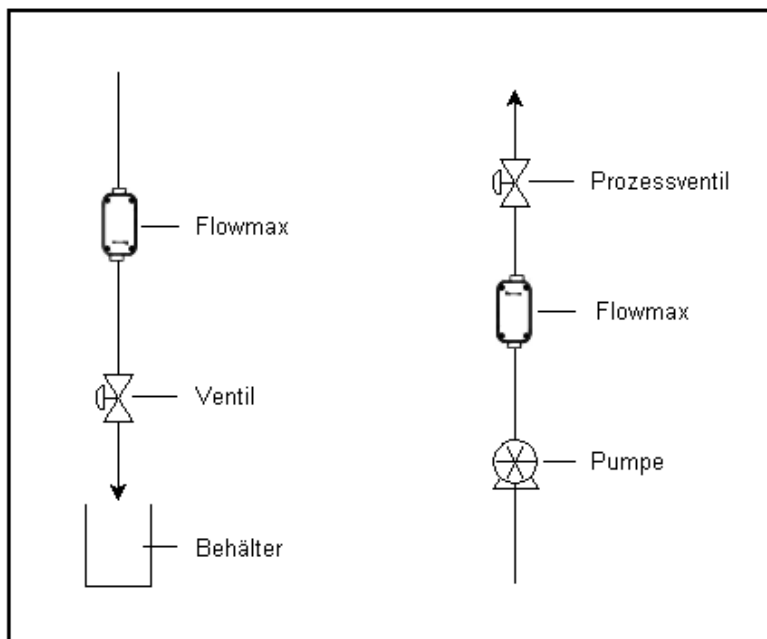 Flowmax
Ventil
Behälter
Prozessventil
Flowmax
Pumpe